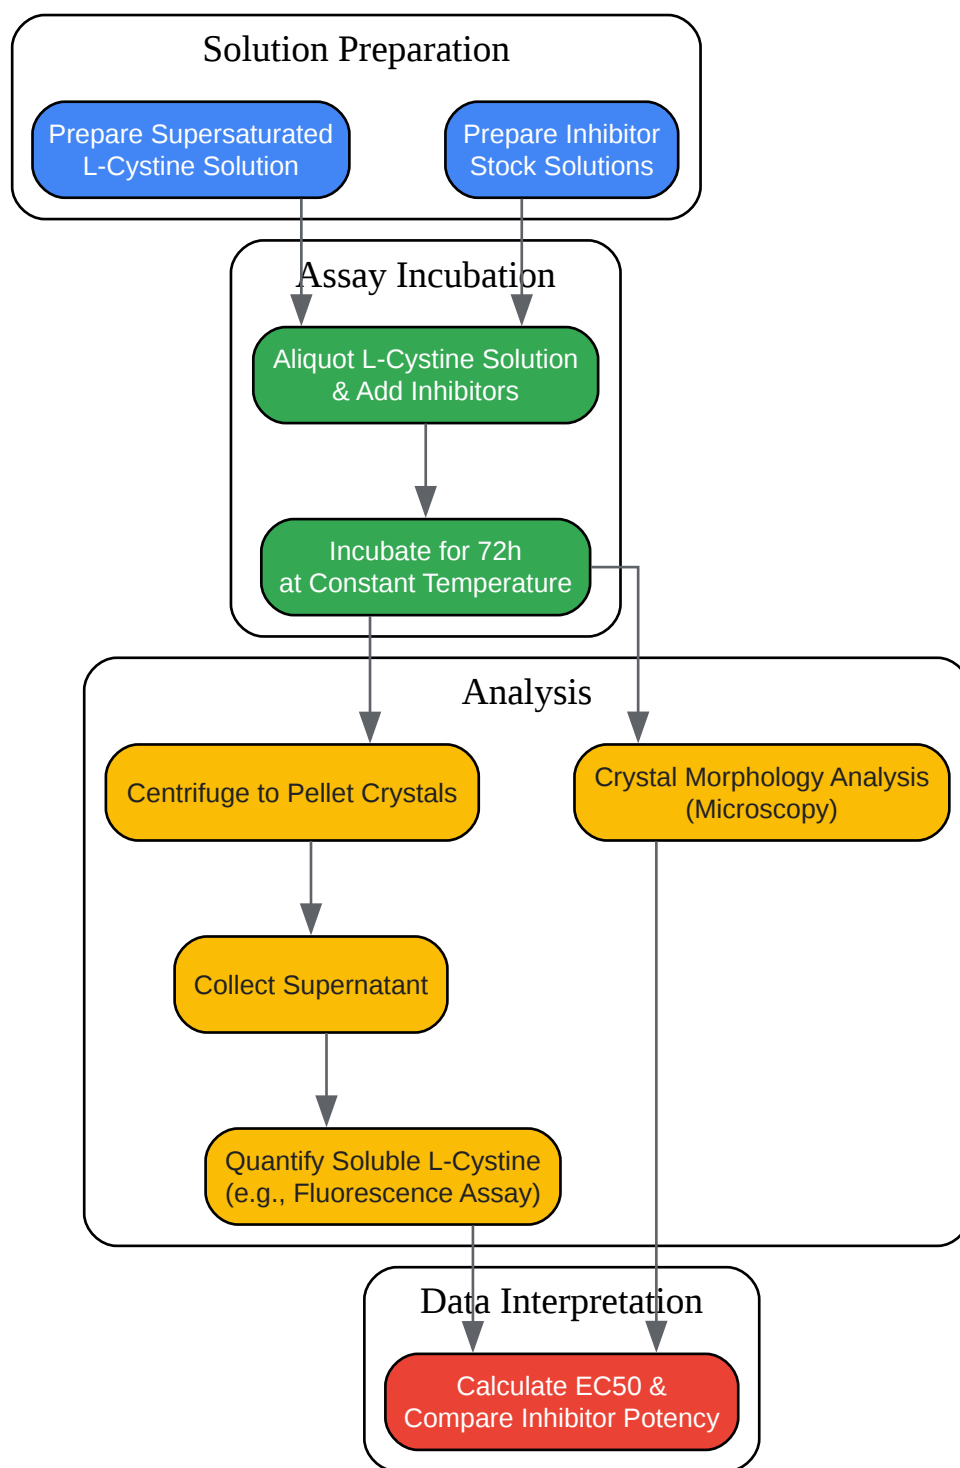 Solution Preparation
Prepare Supersaturated
L-Cystine Solution
Prepare Inhibitor
Stock Solutions
Assay Incubation
Aliquot L-Cystine Solution
& Add Inhibitors
Incubate for 72h
at Constant Temperature
Analysis
Centrifuge to Pellet Crystals
Crystal Morphology Analysis
(Microscopy)
Collect Supernatant
Quantify Soluble L-Cystine
(e.g., Fluorescence Assay)
Data Interpretation
Calculate EC50 &
Compare Inhibitor Potency